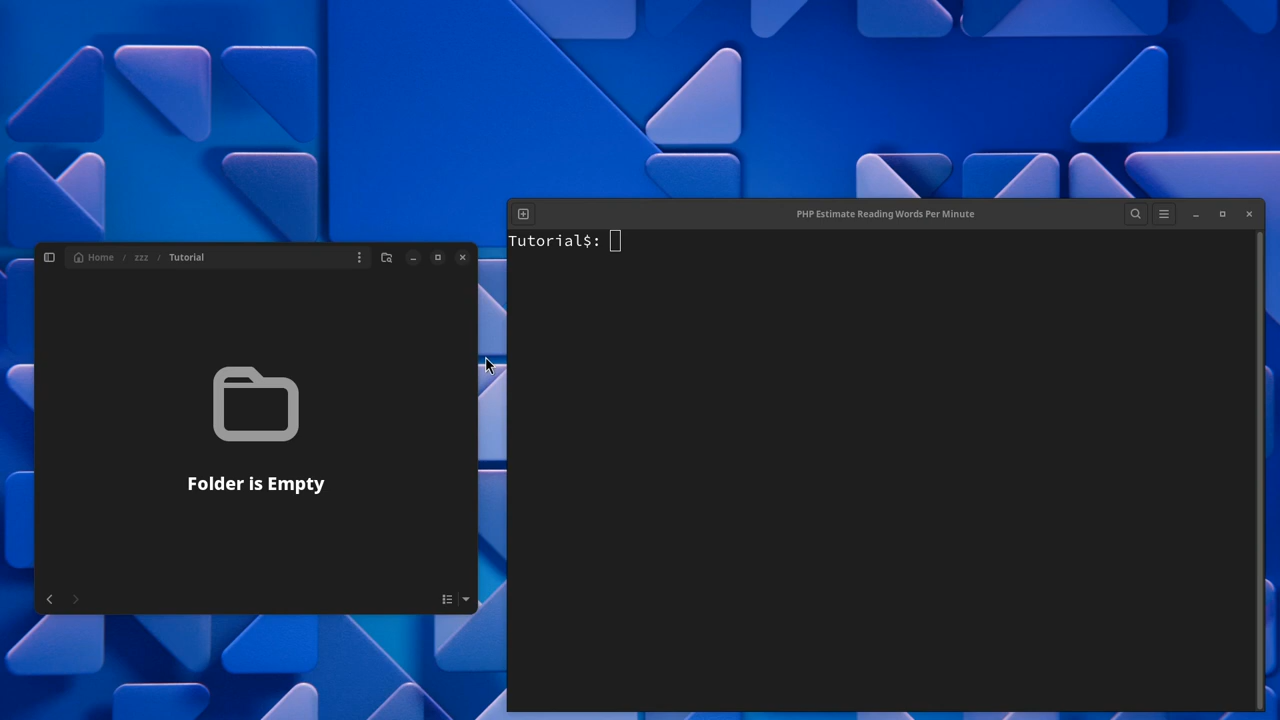 Home / zzz / Tutorial
Folder is Empty
PHP Estimate Reading Words Per Minute
Tutorial$: